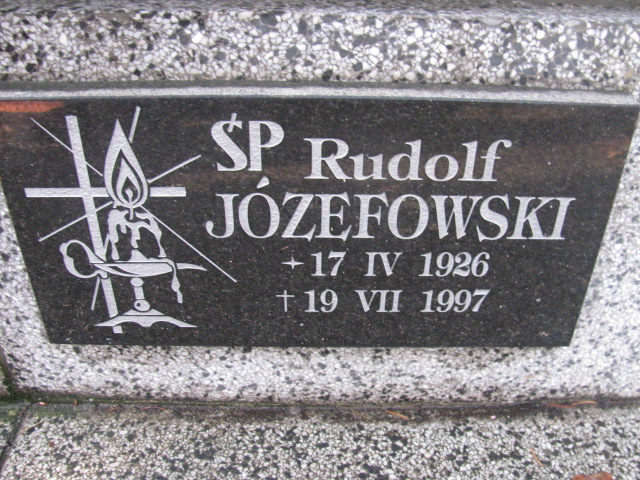 ŚP Rudolf
JÓZEFOWSKI
17 IV 1926
† 19 VII 1997